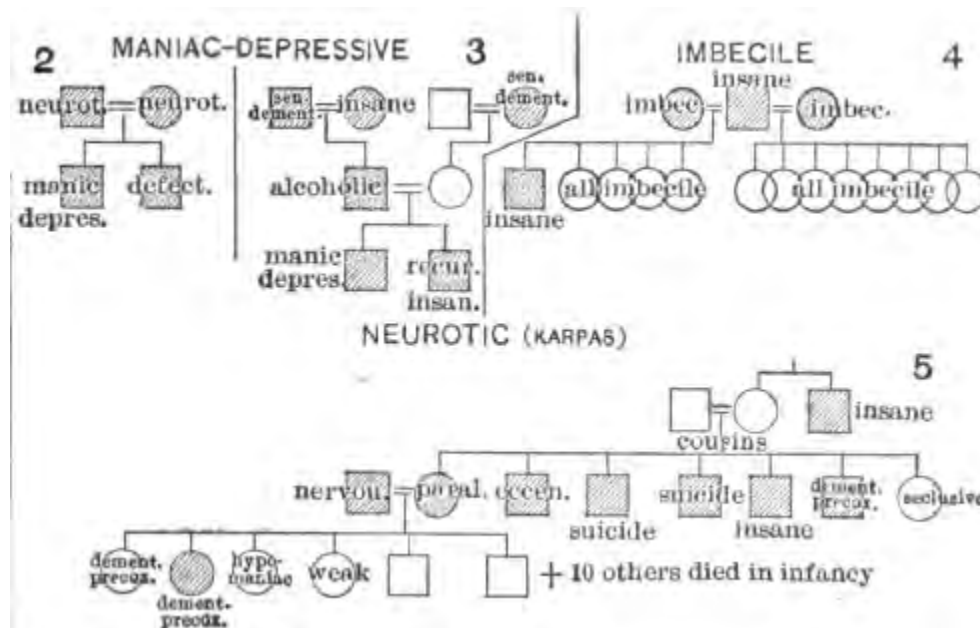 MANIAC-DEPRESSIVE
2
neurot. neurot.
manic
depres.
defect.
3
sen.
dement.
insane
sen.
dement.
alcoholic
manic
depres.
recur.
insan.
IMBECILE
4
insane
imbec. imbec.
insane
all imbecile
all imbecile
NEUROTIC (KARPAS)
5
insane
cousins
nervou. paral. eccen.
suicide
suicide
insane
dement.
precox.
seclusive
dement.
precox.
dement.
precox.
hypo-
maniac
weak
+ 10 others died in infancy